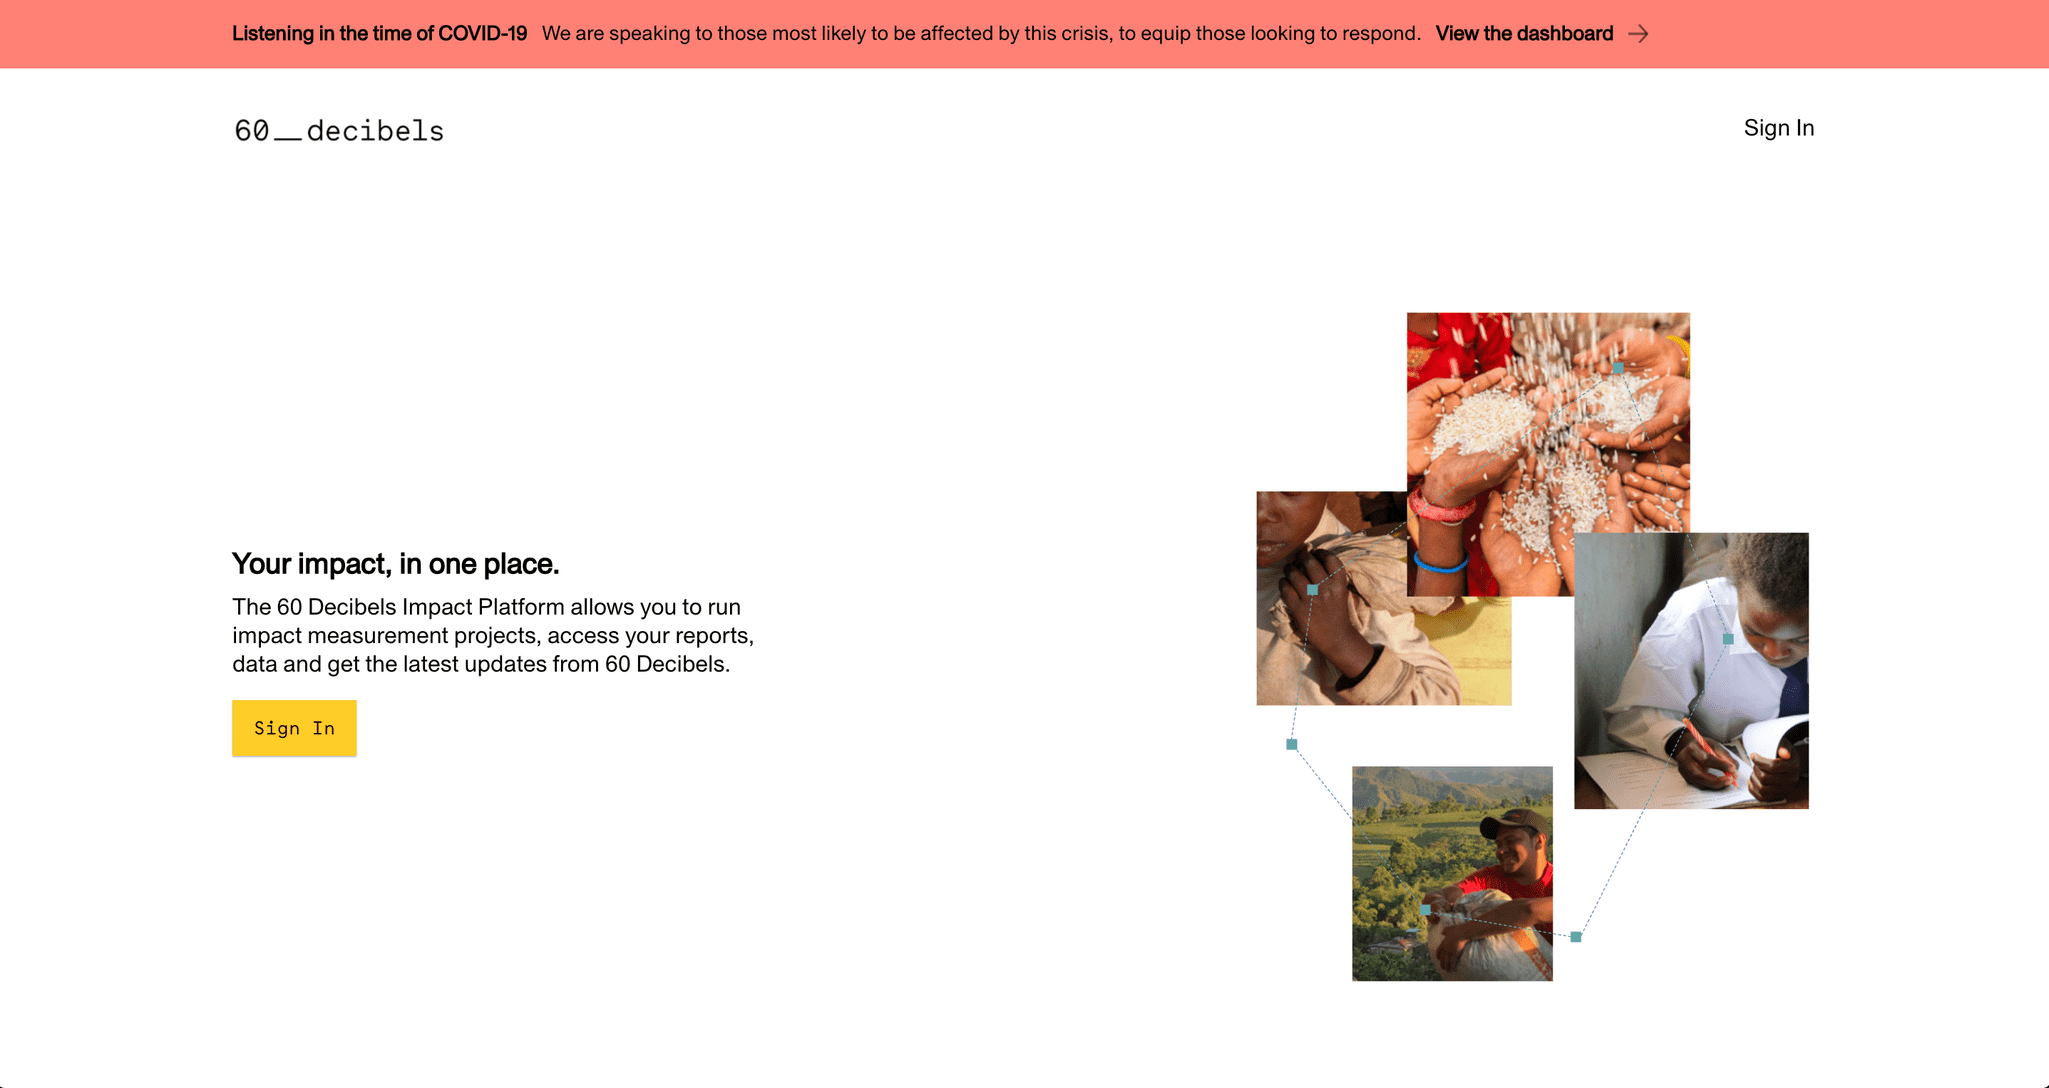 Listening in the time of COVID-19 We are speaking to those most likely to be affected by this crisis, to equip those looking to respond. View the dashboard →
60__decibels
Sign In
Your impact, in one place.
The 60 Decibels Impact Platform allows you to run
impact measurement projects, access your reports,
data and get the latest updates from 60 Decibels.
Sign In